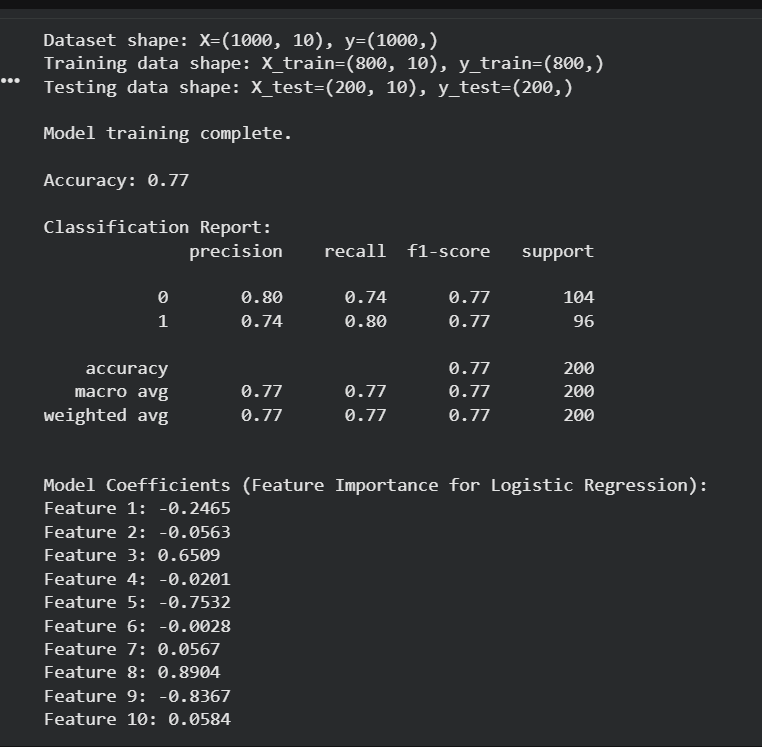 Dataset shape: X=(1000, 10), y=(1000,)
Training data shape: X_train=(800, 10), y_train=(800,)
Testing data shape: X_test=(200, 10), y_test=(200,)
Model training complete.
Accuracy: 0.77
Classification Report:
precision recall f1-score support
0 0.80 0.74 0.77 104
1 0.74 0.80 0.77 96
accuracy 0.77 200
macro avg 0.77 0.77 0.77 200
weighted avg 0.77 0.77 0.77 200
Model Coefficients (Feature Importance for Logistic Regression):
Feature 1: -0.2465
Feature 2: -0.0563
Feature 3: 0.6509
Feature 4: -0.0201
Feature 5: -0.7532
Feature 6: -0.0028
Feature 7: 0.0567
Feature 8: 0.8904
Feature 9: -0.8367
Feature 10: 0.0584